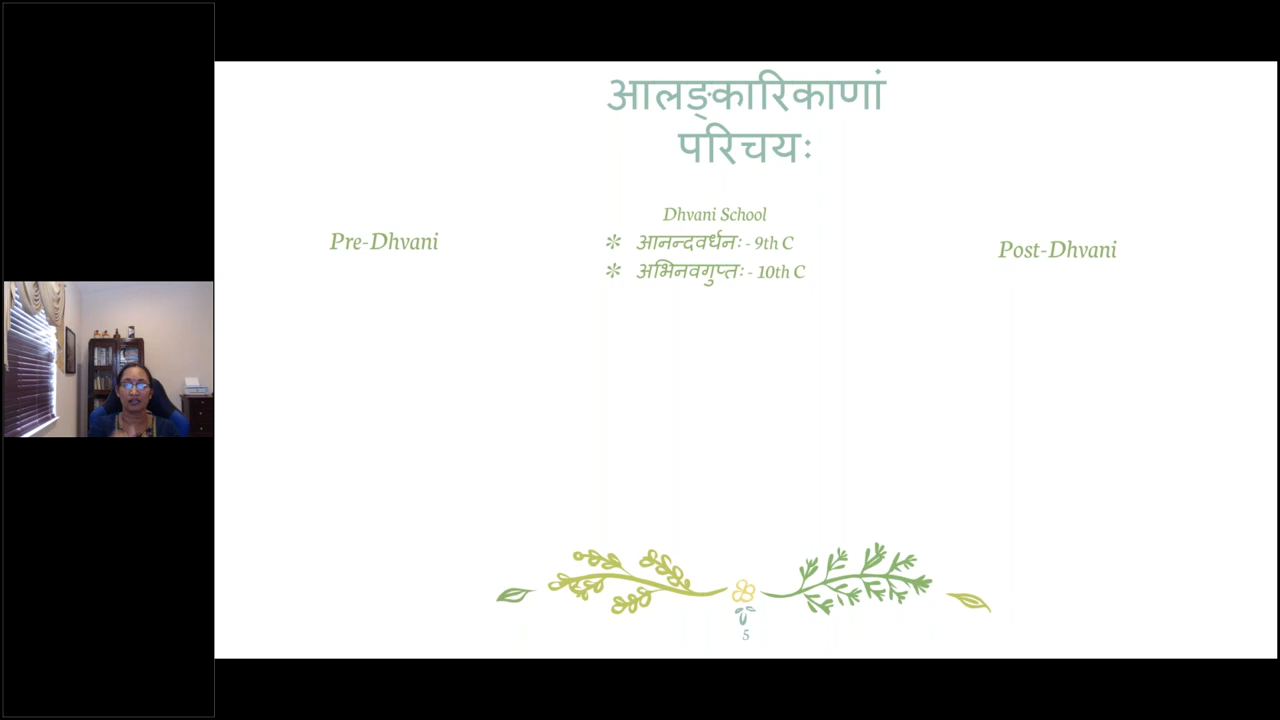 आलङ्कारिकाणां
परिचयः
Pre-Dhvani
Dhvani School
✼ आनन्दवर्धनः - 9th C
✼ अभिनवगुप्तः - 10th C
Post-Dhvani
5